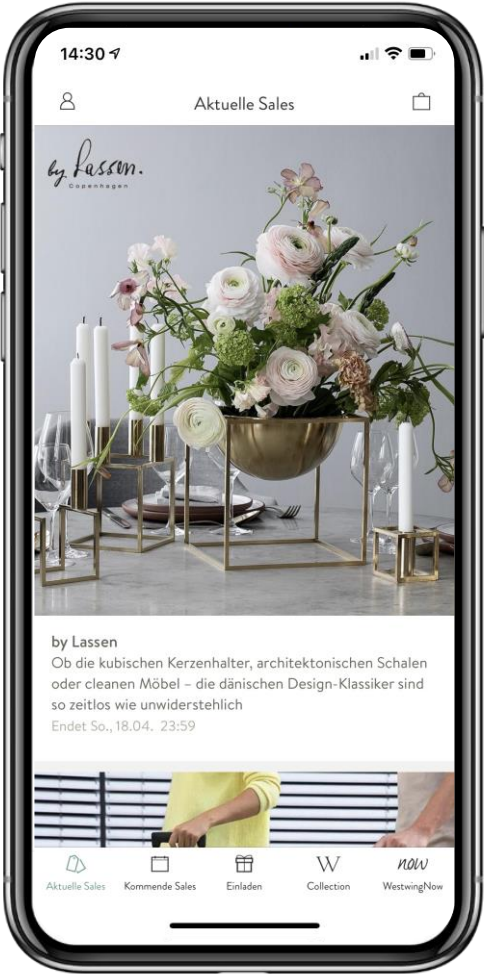 14:30
Aktuelle Sales
by Lassen.
Copenhagen
by Lassen
Ob die kubischen Kerzenhalter, architektonischen Schalen
oder cleanen Möbel – die dänischen Design-Klassiker sind
so zeitlos wie unwiderstehlich
Endet So., 18.04. 23:59
Aktuelle Sales Kommende Sales Einladen Collection WestwingNow
W now